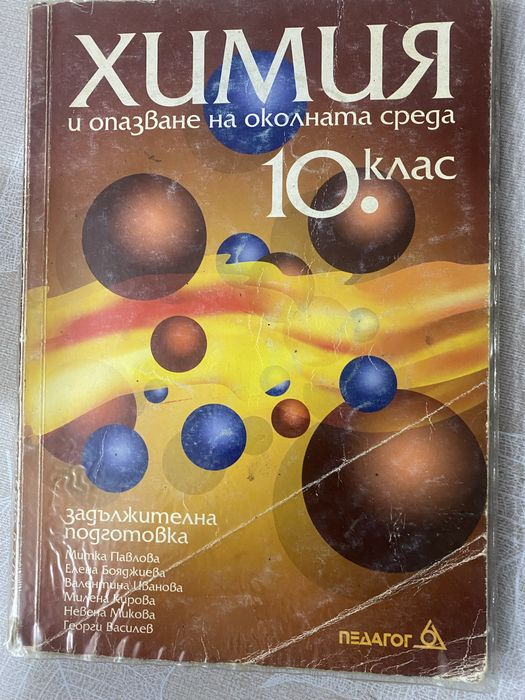 ХИМИЯ
и опазване на околната среда
10. клас
задължителна
подготовка
Митка Павлова
Елена Бояджиева
Валентина Иванова
Милена Кирова
Невена Микова
Георги Василев
ПЕДАГОГ 6